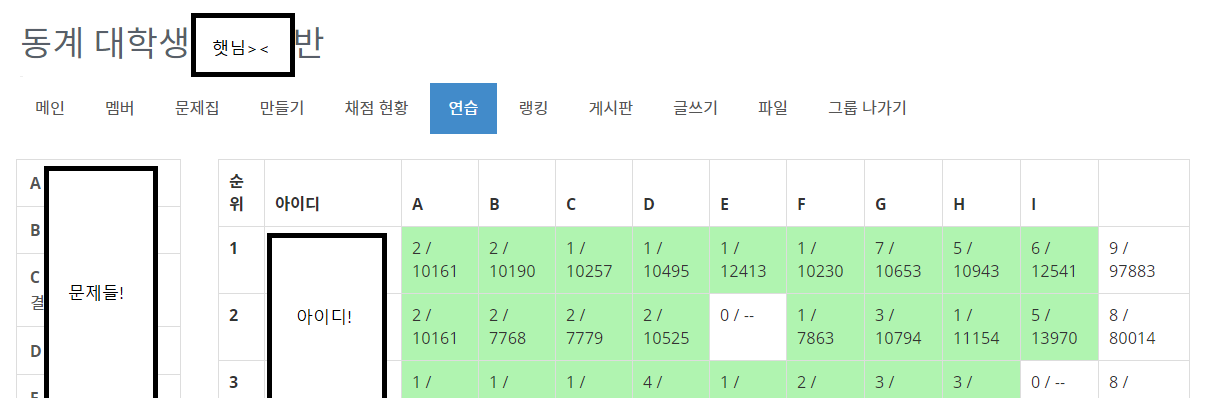 동계 대학생 햇님>< 반
메인 멤버 문제집 만들기 채점 현황 연습 랭킹 게시판 글쓰기 파일 그룹 나가기
A
B
C
결
D
문제들!
순위 아이디 A B C D E F G H I
1 2 / 10161 2 / 10190 1 / 10257 1 / 10495 1 / 12413 1 / 10230 7 / 10653 5 / 10943 6 / 12541 9 / 97883
아이디!
2 2 / 10161 2 / 7768 2 / 7779 2 / 10525 0 / -- 1 / 7863 3 / 10794 1 / 11154 5 / 13970 8 / 80014
3 1 / 1 / 1 / 4 / 1 / 2 / 3 / 3 / 0 / -- 8 /